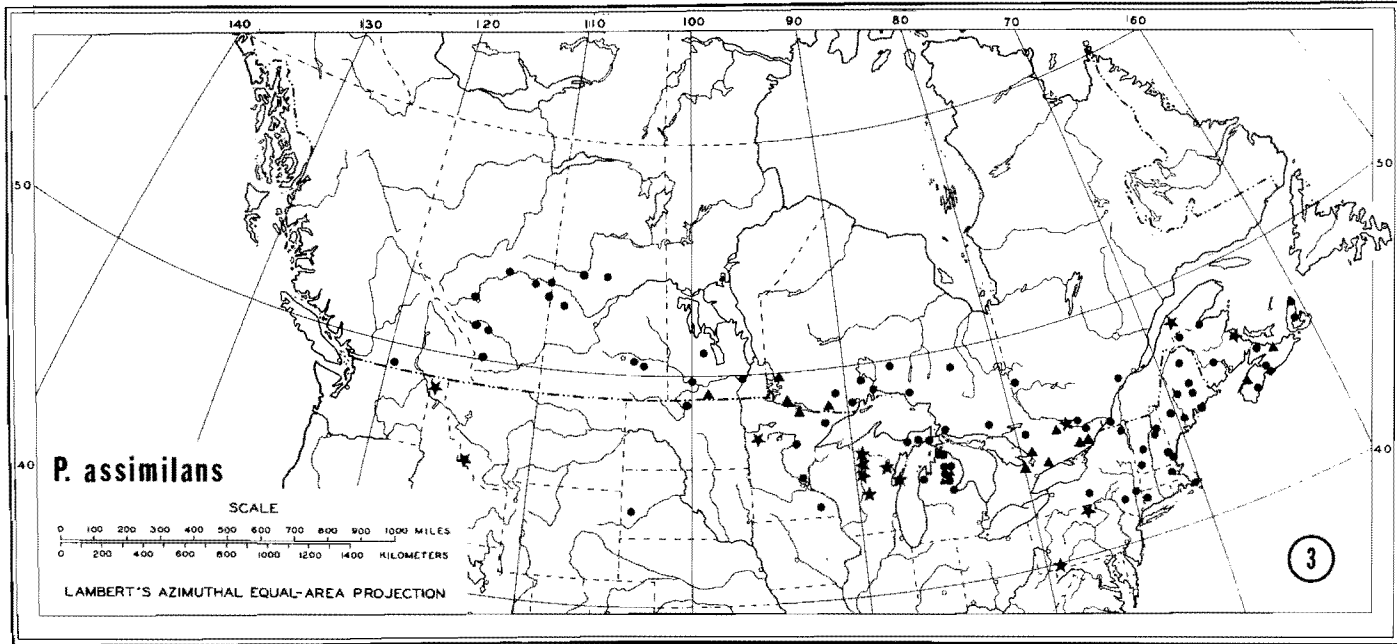 140 130 120 110 100 90 80 70 160
50 50
40 40
P. assimilans
SCALE
0 100 200 300 400 500 600 700 800 900 1000 MILES
0 200 400 600 800 1000 1200 1400 KILOMETERS
LAMBERT'S AZIMUTHAL EQUAL-AREA PROJECTION
3